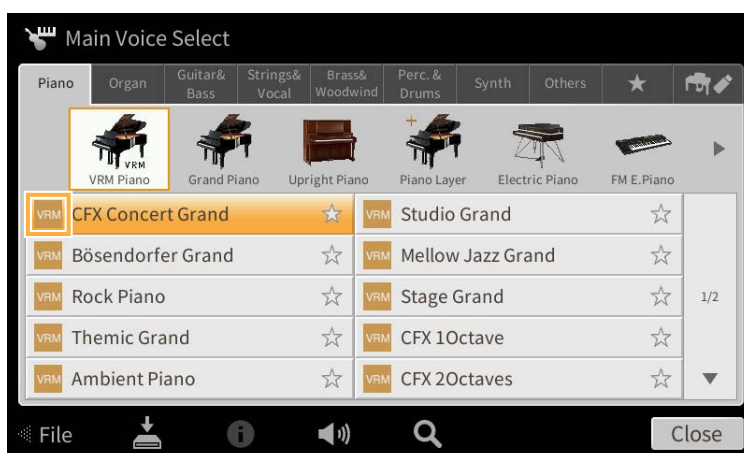 Main Voice Select
Piano Organ Guitar& Bass Strings& Vocal Brass& Woodwind Perc. & Drums Synth Others
VRM
VRM Piano Grand Piano Upright Piano Piano Layer Electric Piano FM E.Piano
VRM CFX Concert Grand VRM Studio Grand
VRM Bösendorfer Grand VRM Mellow Jazz Grand
VRM Rock Piano VRM Stage Grand 1/2
VRM Themic Grand VRM CFX 1Octave
VRM Ambient Piano VRM CFX 2Octaves
File Close